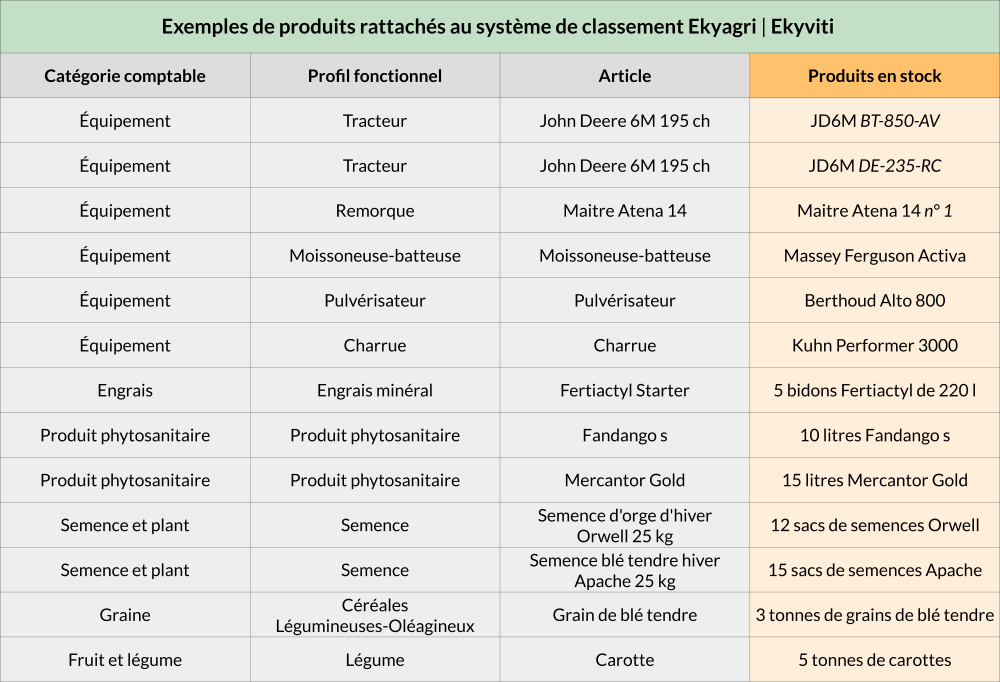 Exemples de produits rattachés au système de classement Ekyagri | Ekyviti
Catégorie comptable Profil fonctionnel Article Produits en stock
Équipement Tracteur John Deere 6M 195 ch JD6M BT-850-AV
Équipement Tracteur John Deere 6M 195 ch JD6M DE-235-RC
Équipement Remorque Maitre Atena 14 Maitre Atena 14 n° 1
Équipement Moissoneuse-batteuse Moissoneuse-batteuse Massey Ferguson Activa
Équipement Pulvérisateur Pulvérisateur Berthoud Alto 800
Équipement Charrue Charrue Kuhn Performer 3000
Engrais Engrais minéral Fertiactyl Starter 5 bidons Fertiactyl de 220 l
Produit phytosanitaire Produit phytosanitaire Fandango s 10 litres Fandango s
Produit phytosanitaire Produit phytosanitaire Mercantor Gold 15 litres Mercantor Gold
Semence et plant Semence Semence d'orge d'hiver
Orwell 25 kg 12 sacs de semences Orwell
Semence et plant Semence Semence blé tendre hiver
Apache 25 kg 15 sacs de semences Apache
Graine Céréales
Légumineuses-Oléagineux Grain de blé tendre 3 tonnes de grains de blé tendre
Fruit et légume Légume Carotte 5 tonnes de carottes